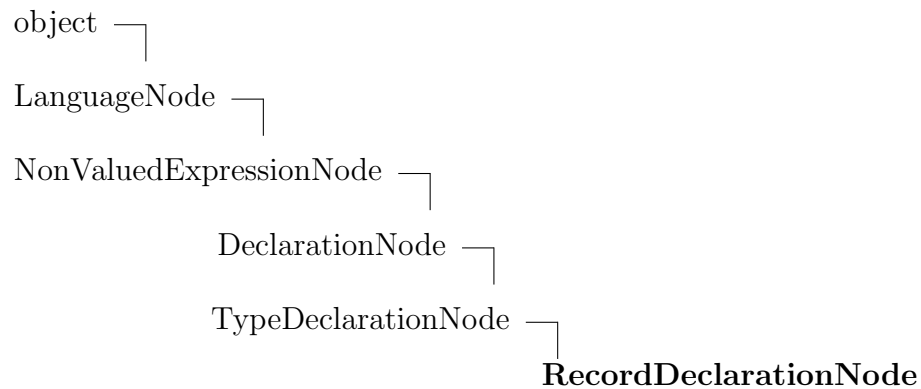 object
LanguageNode
NonValuedExpressionNode
DeclarationNode
TypeDeclarationNode
RecordDeclarationNode